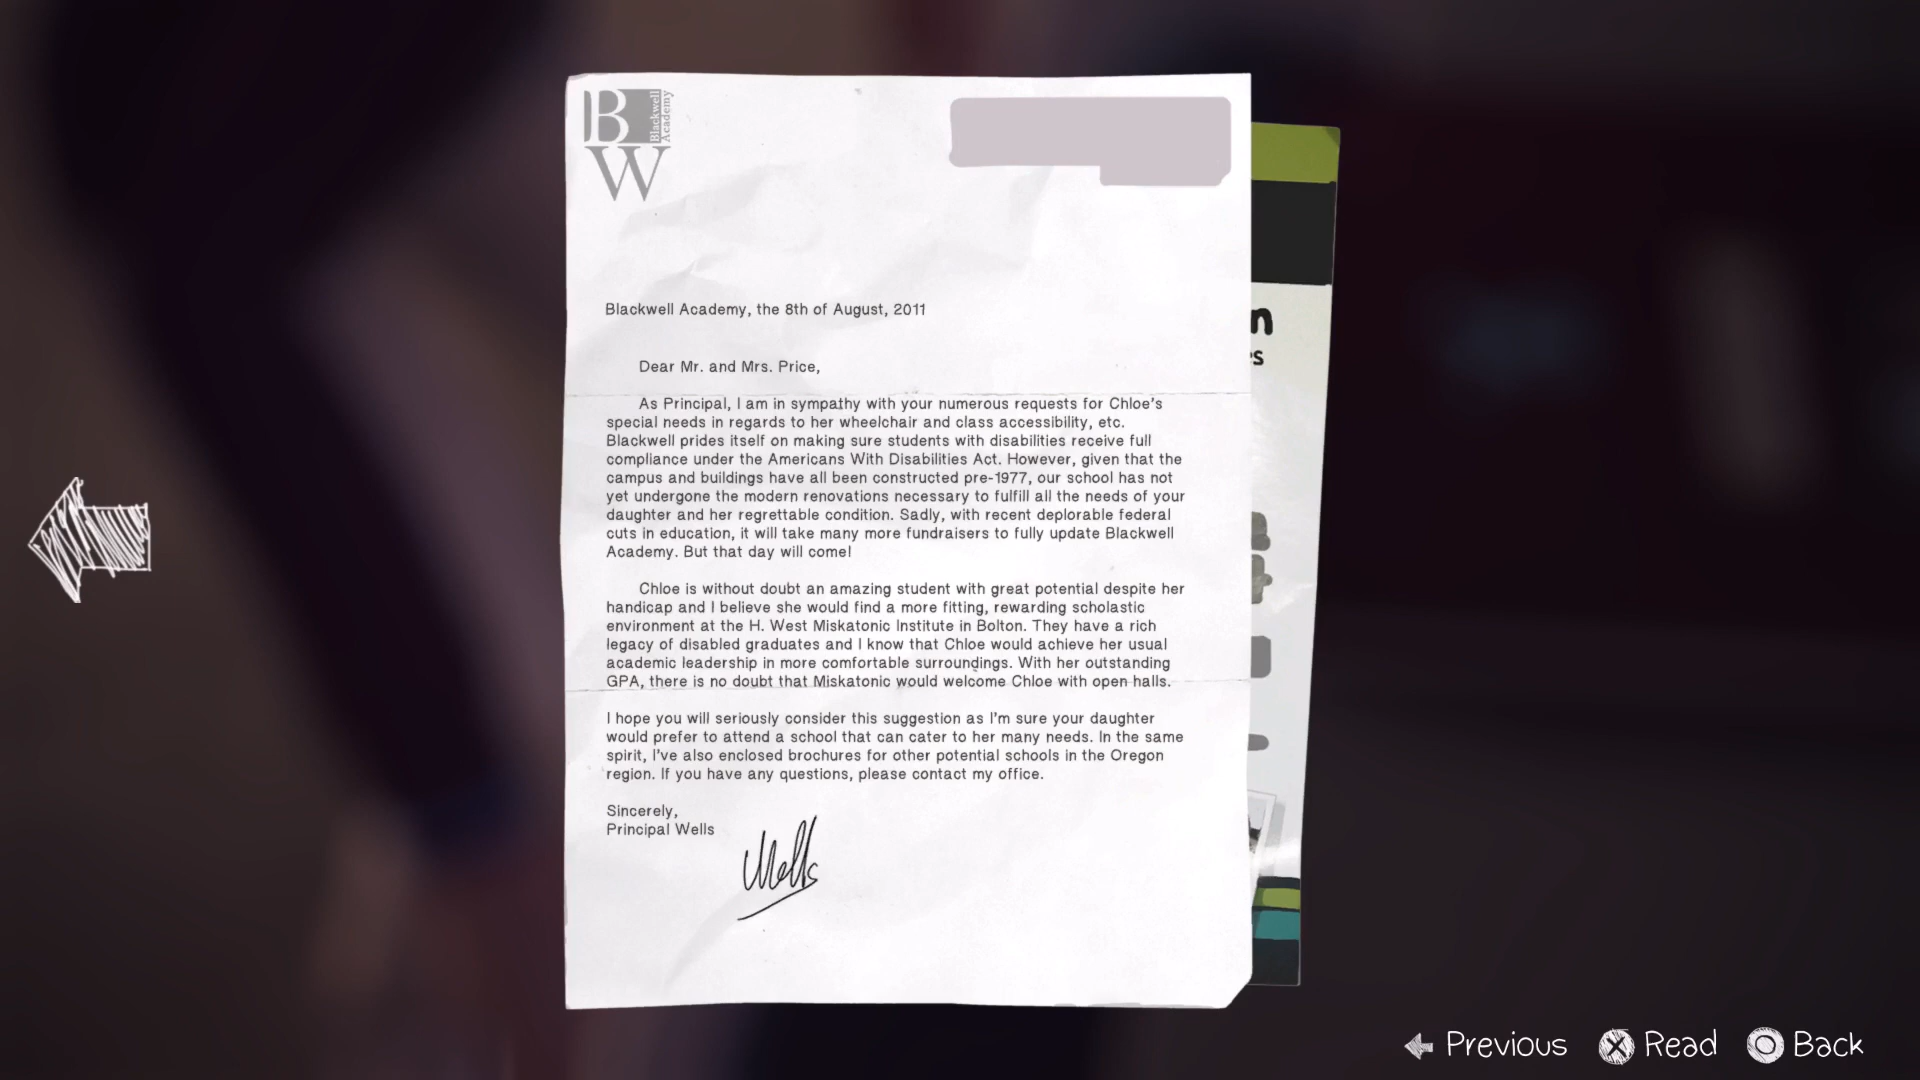 B
Blackwell
Academy
W
Blackwell Academy, the 8th of August, 2011
Dear Mr. and Mrs. Price,
As Principal, I am in sympathy with your numerous requests for Chloe's
special needs in regards to her wheelchair and class accessibility, etc.
Blackwell prides itself on making sure students with disabilities receive full
compliance under the Americans With Disabilities Act. However, given that the
campus and buildings have all been constructed pre-1977, our school has not
yet undergone the modern renovations necessary to fulfill all the needs of your
daughter and her regrettable condition. Sadly, with recent deplorable federal
cuts in education, it will take many more fundraisers to fully update Blackwell
Academy. But that day will come!
Chloe is without doubt an amazing student with great potential despite her
handicap and I believe she would find a more fitting, rewarding scholastic
environment at the H. West Miskatonic Institute in Bolton. They have a rich
legacy of disabled graduates and I know that Chloe would achieve her usual
academic leadership in more comfortable surroundings. With her outstanding
GPA, there is no doubt that Miskatonic would welcome Chloe with open halls.
I hope you will seriously consider this suggestion as I'm sure your daughter
would prefer to attend a school that can cater to her many needs. In the same
spirit, I've also enclosed brochures for other potential schools in the Oregon
region. If you have any questions, please contact my office.
Sincerely,
Principal Wells
Wells
n
s
Previous
Read
Back